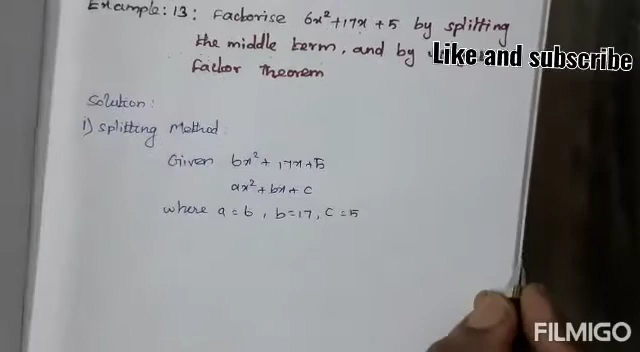 Example: 13: Factorise 6x² + 17x + 5 by splitting
the middle term, and by
Factor Theorem
Like and subscribe
Solution:
1) Splitting Method:
Given 6x² + 17x + 5
ax² + bx + c
where a = 6, b = 17, c = 5
FILMIGO